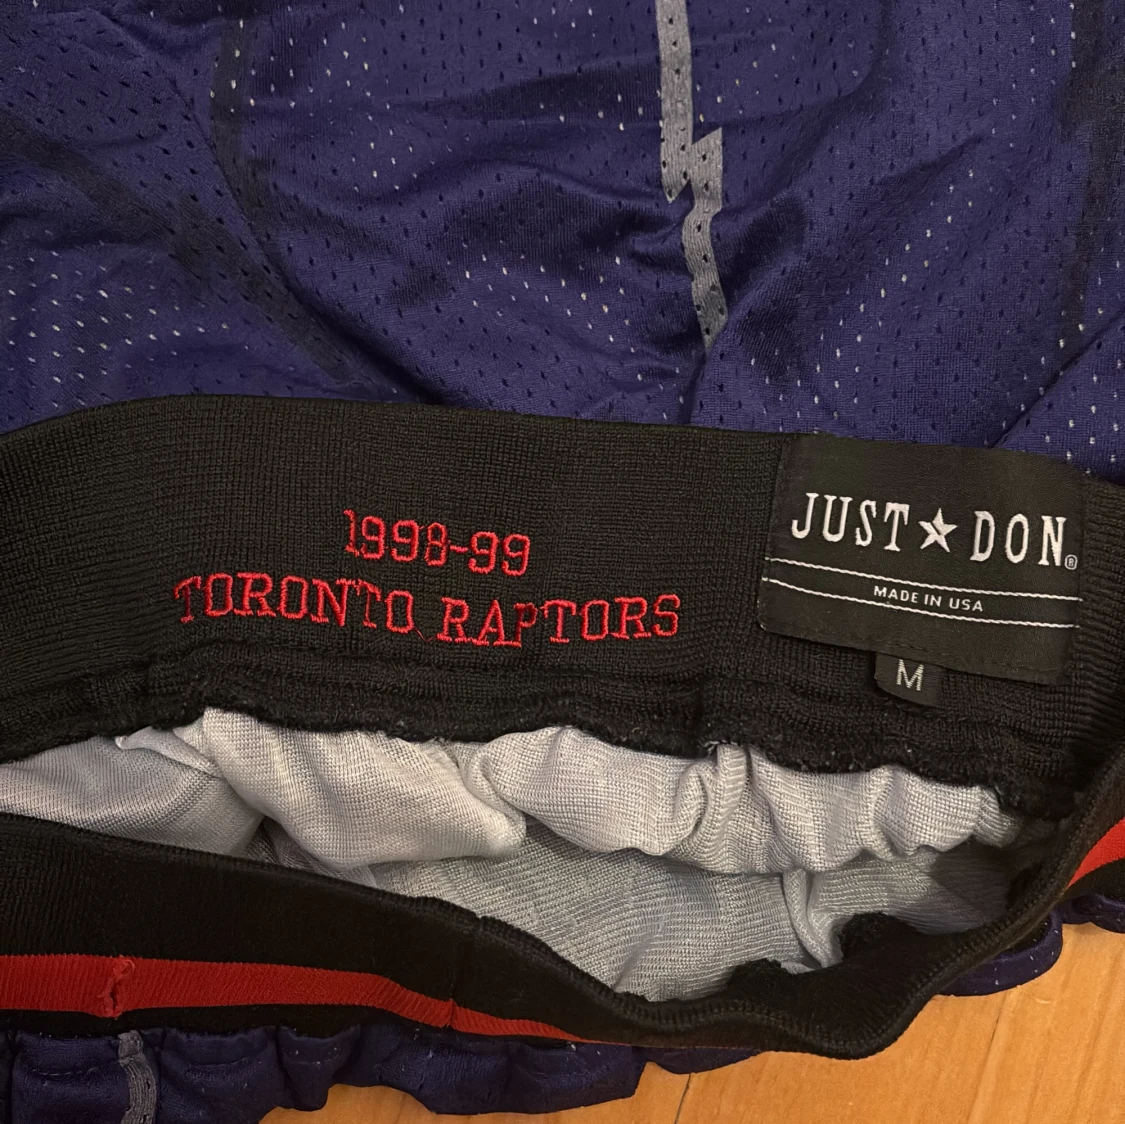 1998-99
TORONTO RAPTORS
JUST★DON®
MADE IN USA
M